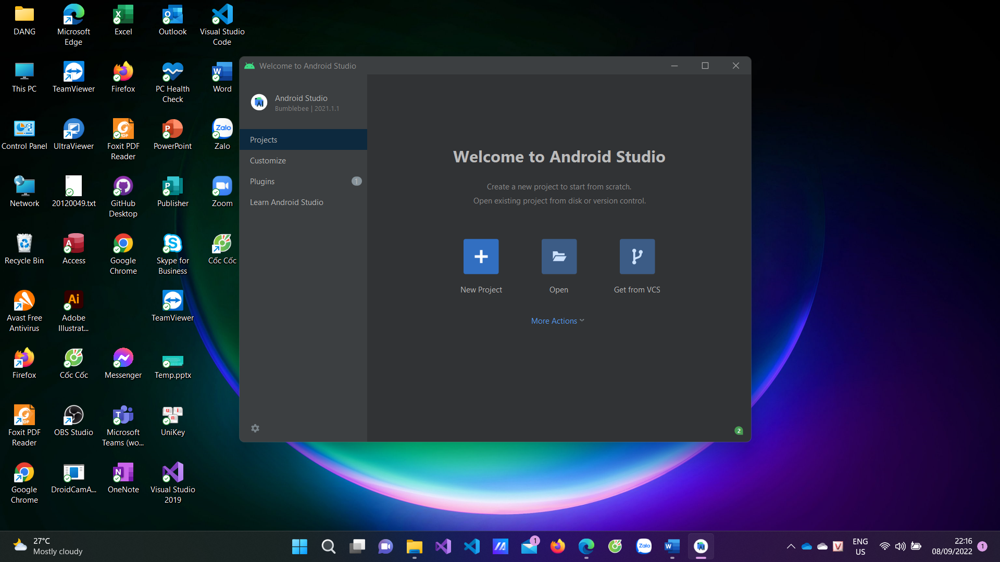 DANG
Microsoft
Edge
Excel
Outlook
Visual Studio
Code
This PC
TeamViewer
Firefox
PC Health
Check
Word
Control Panel
UltraViewer
Foxit PDF
Reader
PowerPoint
Zalo
Zalo
Network
20120049.txt
GitHub
Desktop
Publisher
Zoom
Recycle Bin
Access
Google
Chrome
Skype for
Business
Cốc Cốc
Avast Free
Antivirus
Adobe
Illustrat...
TeamViewer
Firefox
Cốc Cốc
Messenger
Temp.pptx
Foxit PDF
Reader
OBS Studio
Microsoft
Teams (wo...
UniKey
Google
Chrome
DroidCamA...
OneNote
Visual Studio
2019
Welcome to Android Studio
Android Studio
Bumblebee | 2021.1.1
Projects
Customize
Plugins
1
Learn Android Studio
Welcome to Android Studio
Create a new project to start from scratch.
Open existing project from disk or version control.
New Project
Open
Get from VCS
More Actions
2
27°C
Mostly cloudy
1
Zalo
ENG
US
22:16
08/09/2022
1